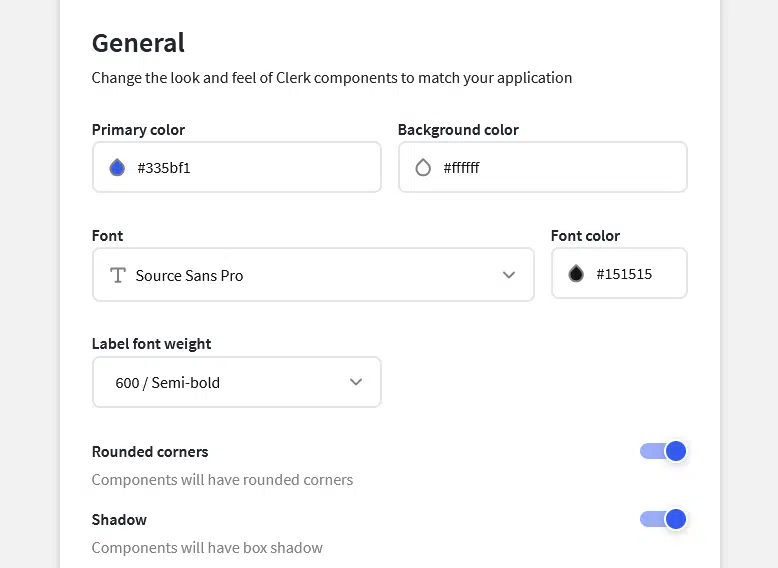 General
Change the look and feel of Clerk components to match your application
Primary color
Background color
#335bf1
#ffffff
Font
Font color
Source Sans Pro
#151515
Label font weight
600 / Semi-bold
Rounded corners
Components will have rounded corners
Shadow
Components will have box shadow